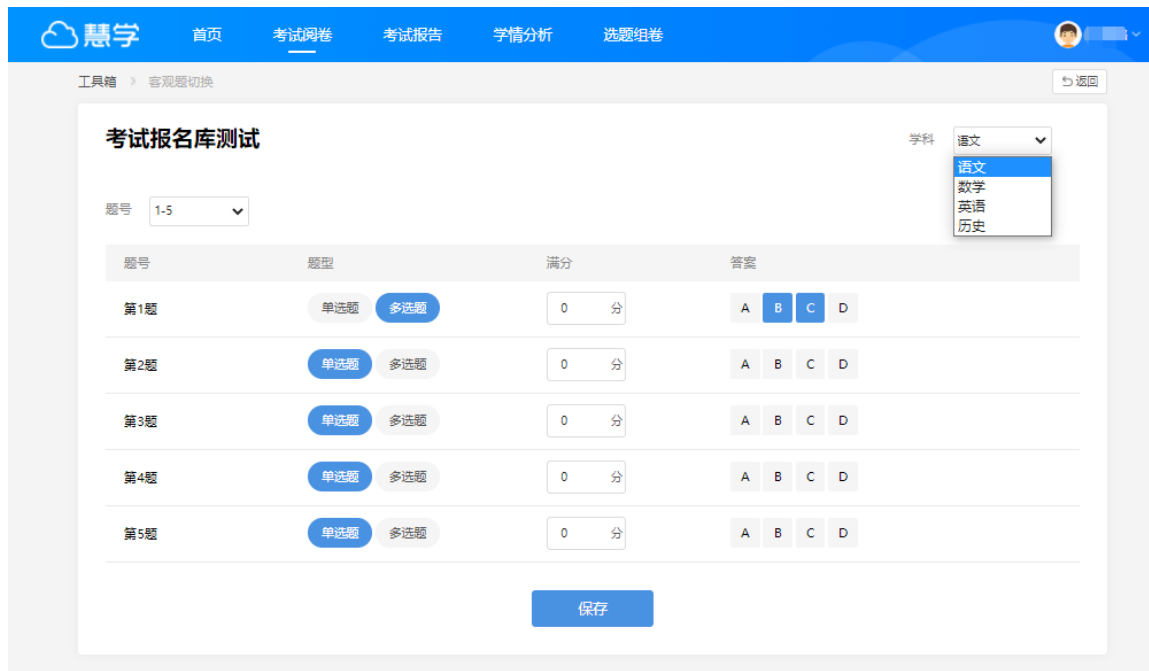 慧学 首页 考试阅卷 考试报告 学情分析 选题组卷
工具箱 > 客观题切换 返回
考试报名库测试 学科 语文
语文
数学
英语
历史
题号 1-5
题号 题型 满分 答案
第1题 单选题 多选题 0 分 A B C D
第2题 单选题 多选题 0 分 A B C D
第3题 单选题 多选题 0 分 A B C D
第4题 单选题 多选题 0 分 A B C D
第5题 单选题 多选题 0 分 A B C D
保存